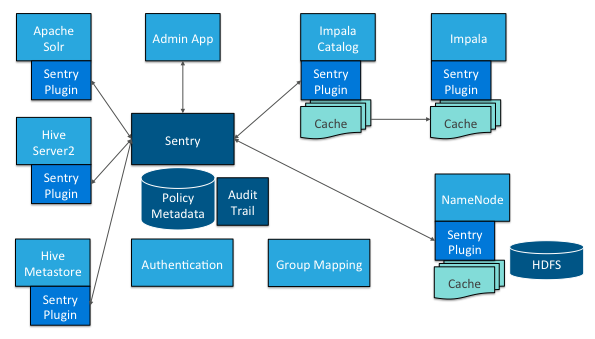 Apache
Solr
Sentry
Plugin
Admin App
Impala
Catalog
Sentry
Plugin
Cache
Impala
Sentry
Plugin
Cache
Hive
Server2
Sentry
Plugin
Sentry
Policy
Metadata
Audit
Trail
NameNode
Sentry
Plugin
Cache
HDFS
Hive
Metastore
Sentry
Plugin
Authentication
Group Mapping